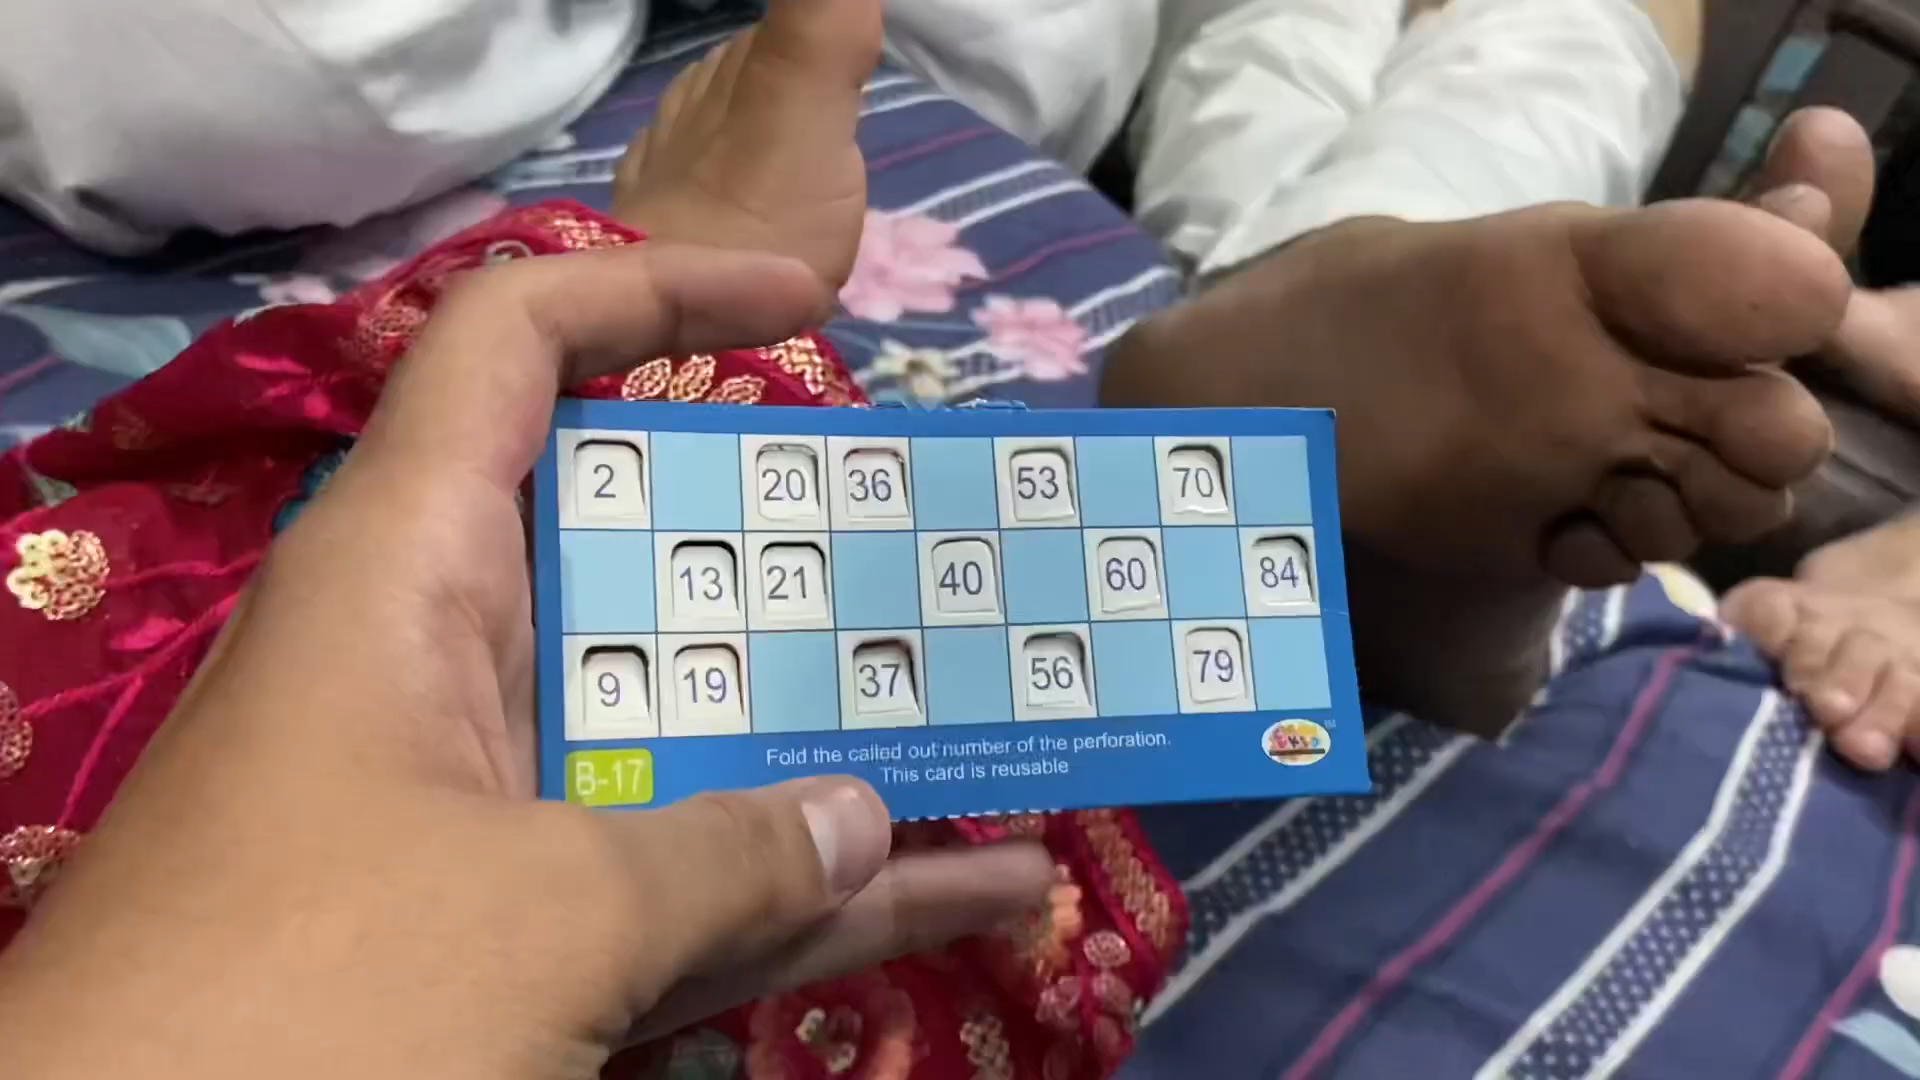 2 20 36 53 70
13 21 40 60 84
9 19 37 56 79
Fold the called out number of the perforation.
This card is reusable
B-17
TM